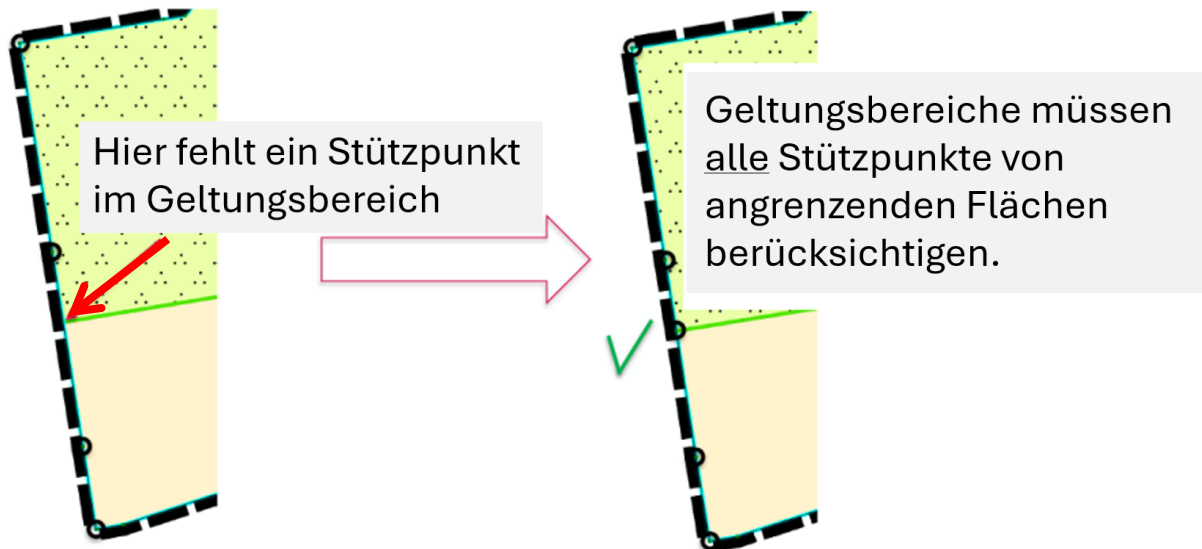 Hier fehlt ein Stützpunkt
im Geltungsbereich
Geltungsbereiche müssen
alle Stützpunkte von
angrenzenden Flächen
berücksichtigen.